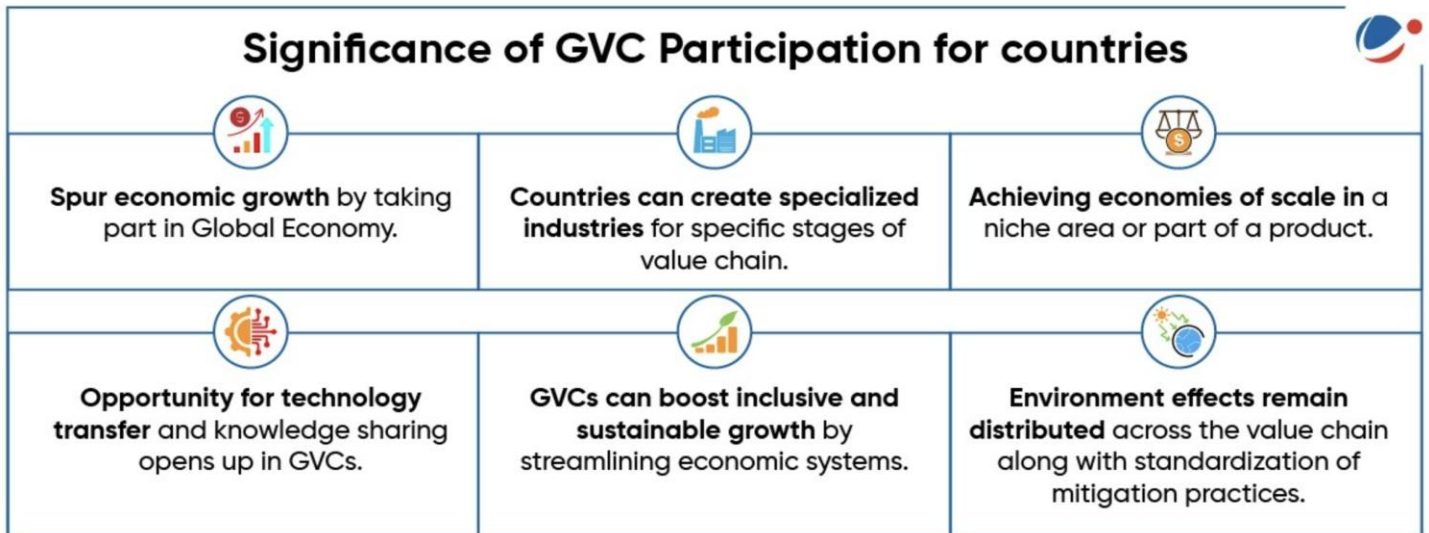 Significance of GVC Participation for countries
Spur economic growth by taking
part in Global Economy.
Countries can create specialized
industries for specific stages of
value chain.
Achieving economies of scale in a
niche area or part of a product.
Opportunity for technology
transfer and knowledge sharing
opens up in GVCs.
GVCs can boost inclusive and
sustainable growth by
streamlining economic systems.
Environment effects remain
distributed across the value chain
along with standardization of
mitigation practices.